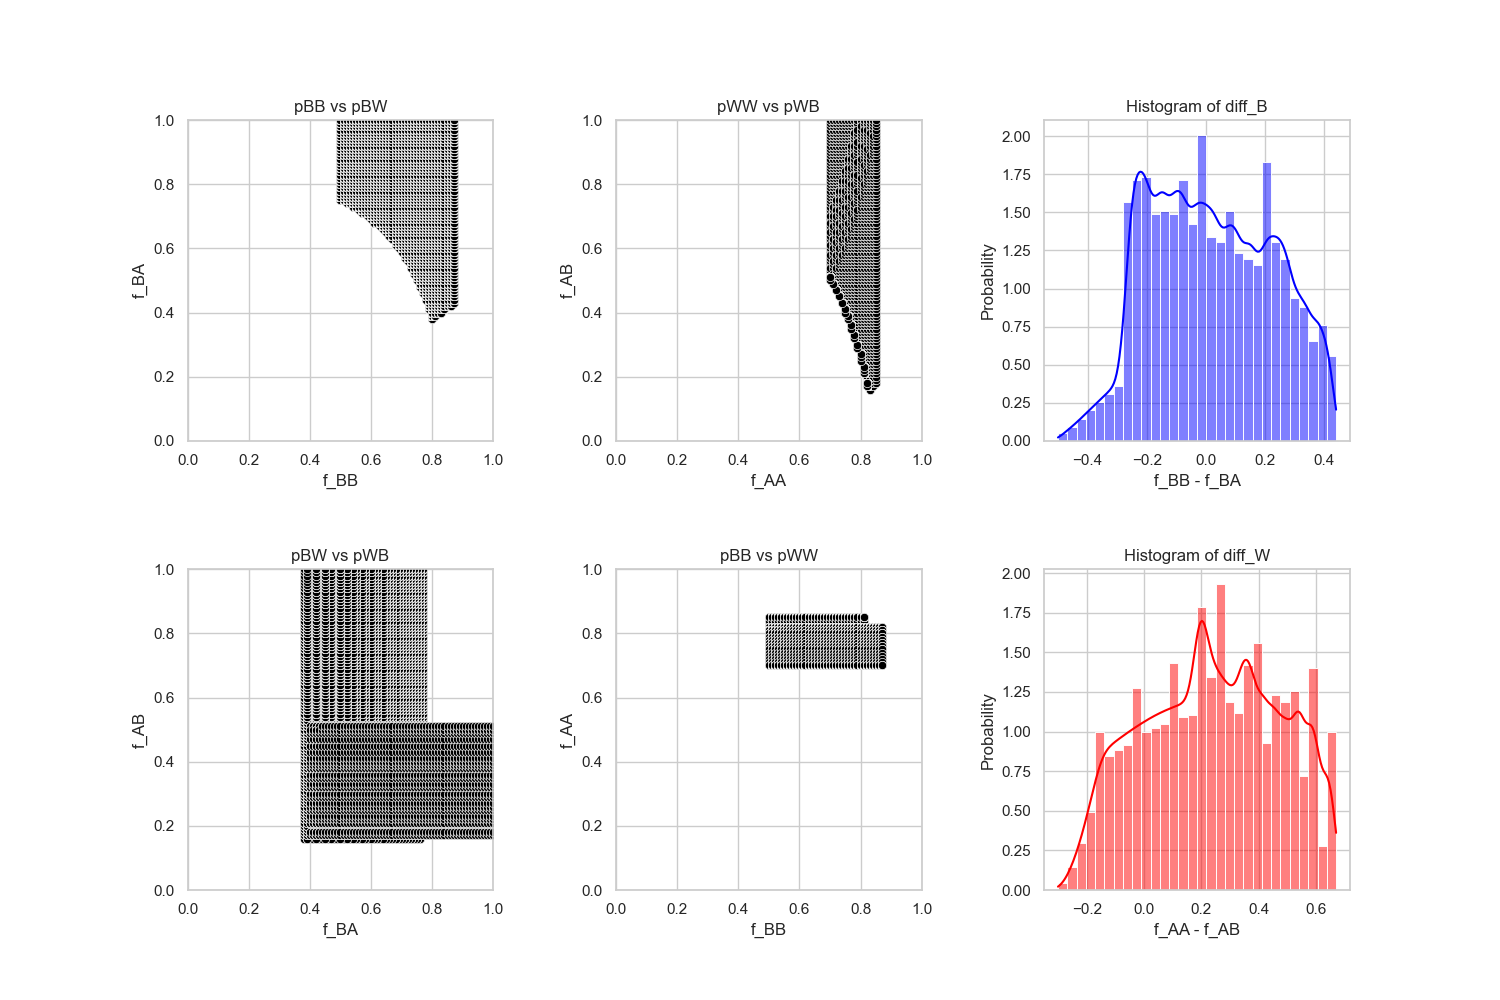 pBB vs pBW
1.0
0.8
0.6
0.4
0.2
0.0
f_BA
0.0 0.2 0.4 0.6 0.8 1.0
f_BB
pWW vs pWB
1.0
0.8
0.6
0.4
0.2
0.0
f_AB
0.0 0.2 0.4 0.6 0.8 1.0
f_AA
Histogram of diff_B
2.00
1.75
1.50
1.25
1.00
0.75
0.50
0.25
0.00
Probability
−0.4 −0.2 0.0 0.2 0.4
f_BB - f_BA
pBW vs pWB
1.0
0.8
0.6
0.4
0.2
0.0
f_AB
0.0 0.2 0.4 0.6 0.8 1.0
f_BA
pBB vs pWW
1.0
0.8
0.6
0.4
0.2
0.0
f_AA
0.0 0.2 0.4 0.6 0.8 1.0
f_BB
Histogram of diff_W
2.00
1.75
1.50
1.25
1.00
0.75
0.50
0.25
0.00
Probability
−0.2 0.0 0.2 0.4 0.6
f_AA - f_AB